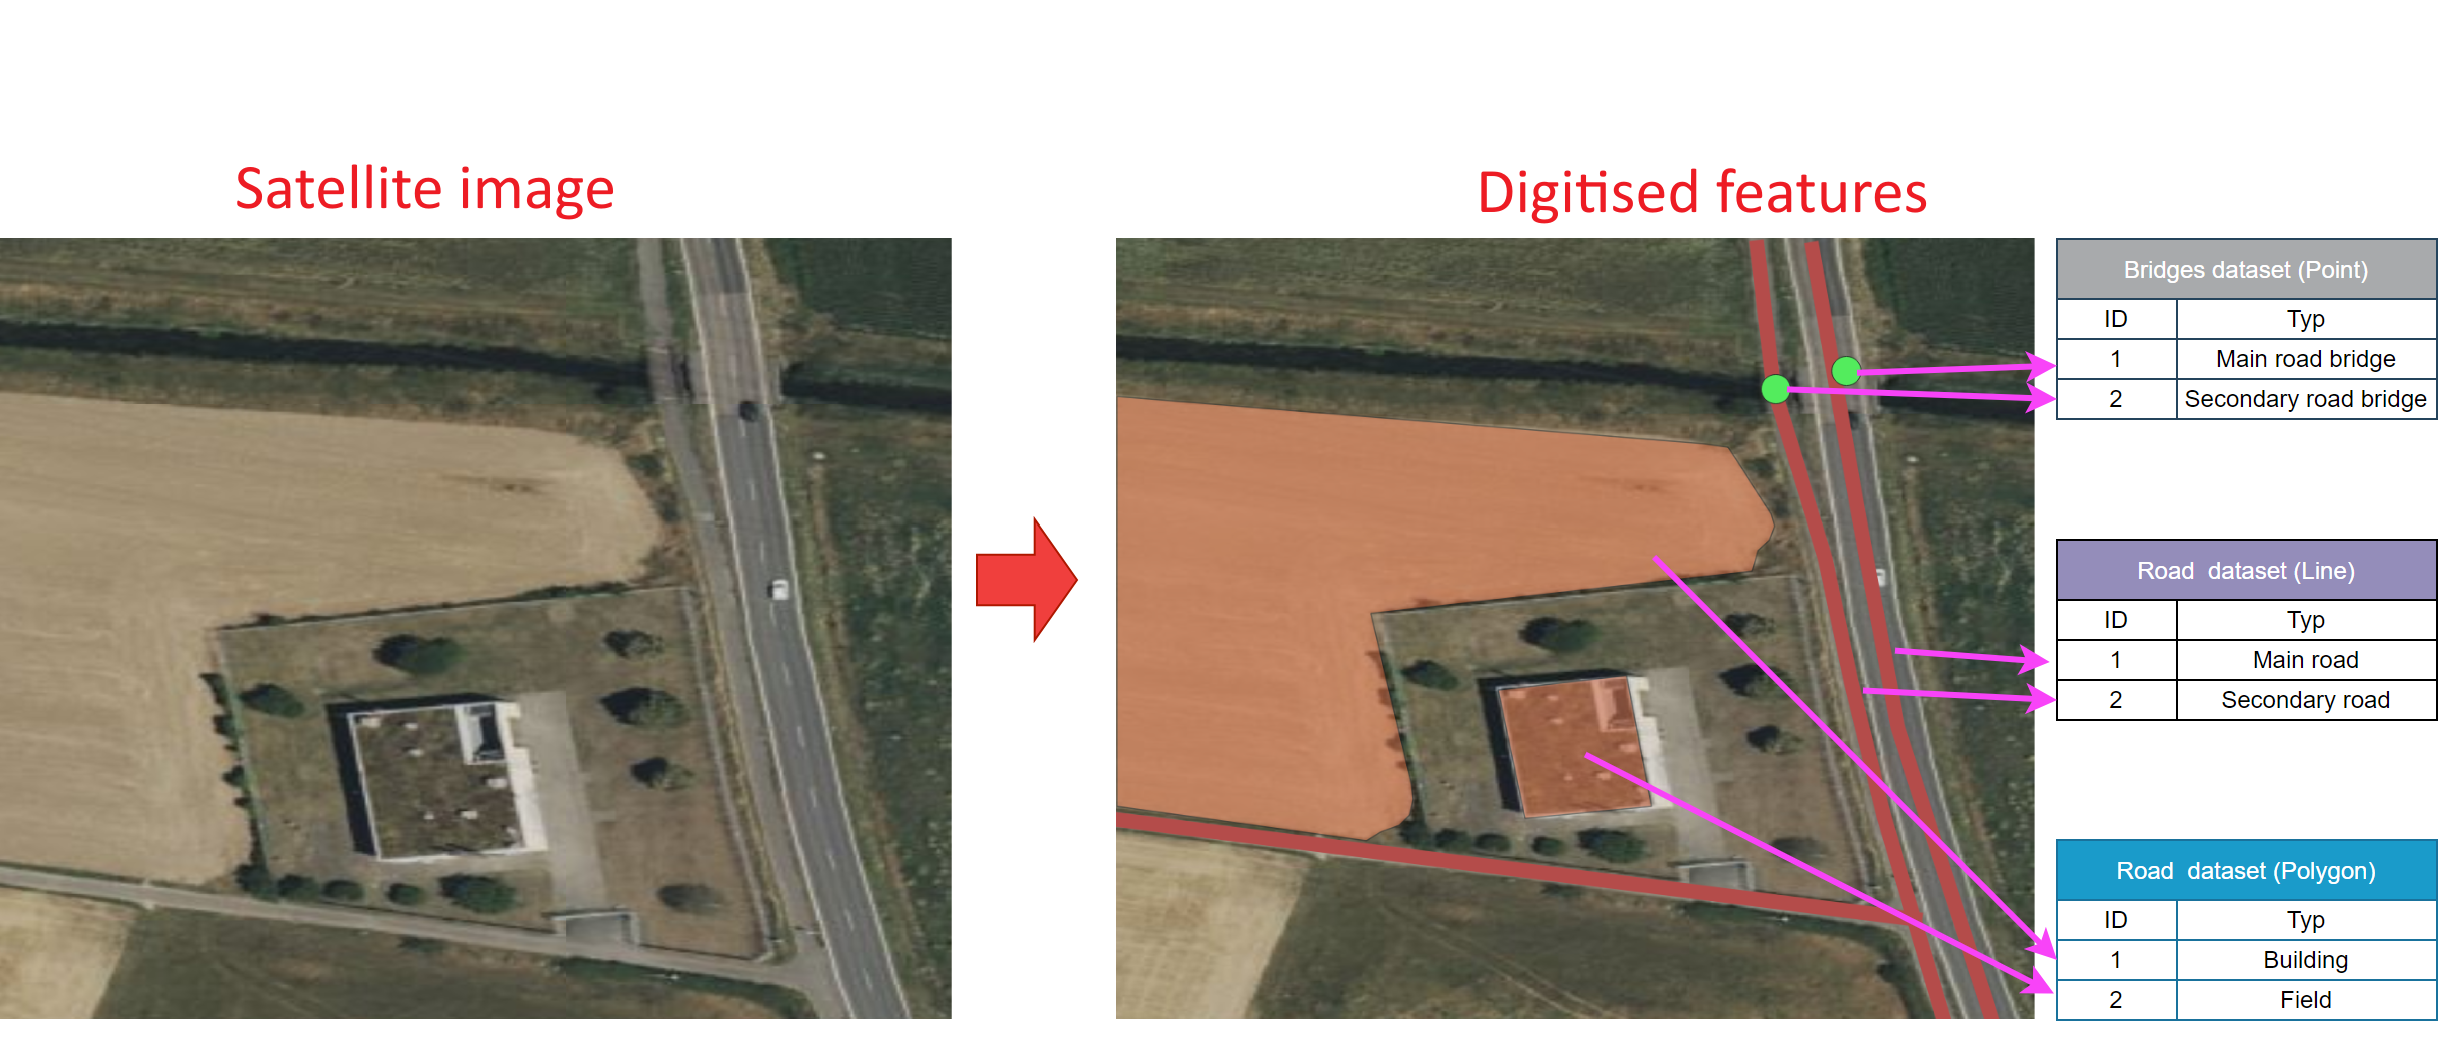 Satellite image
Digitised features
Bridges dataset (Point)
ID Typ
1 Main road bridge
2 Secondary road bridge
Road dataset (Line)
ID Typ
1 Main road
2 Secondary road
Road dataset (Polygon)
ID Typ
1 Building
2 Field